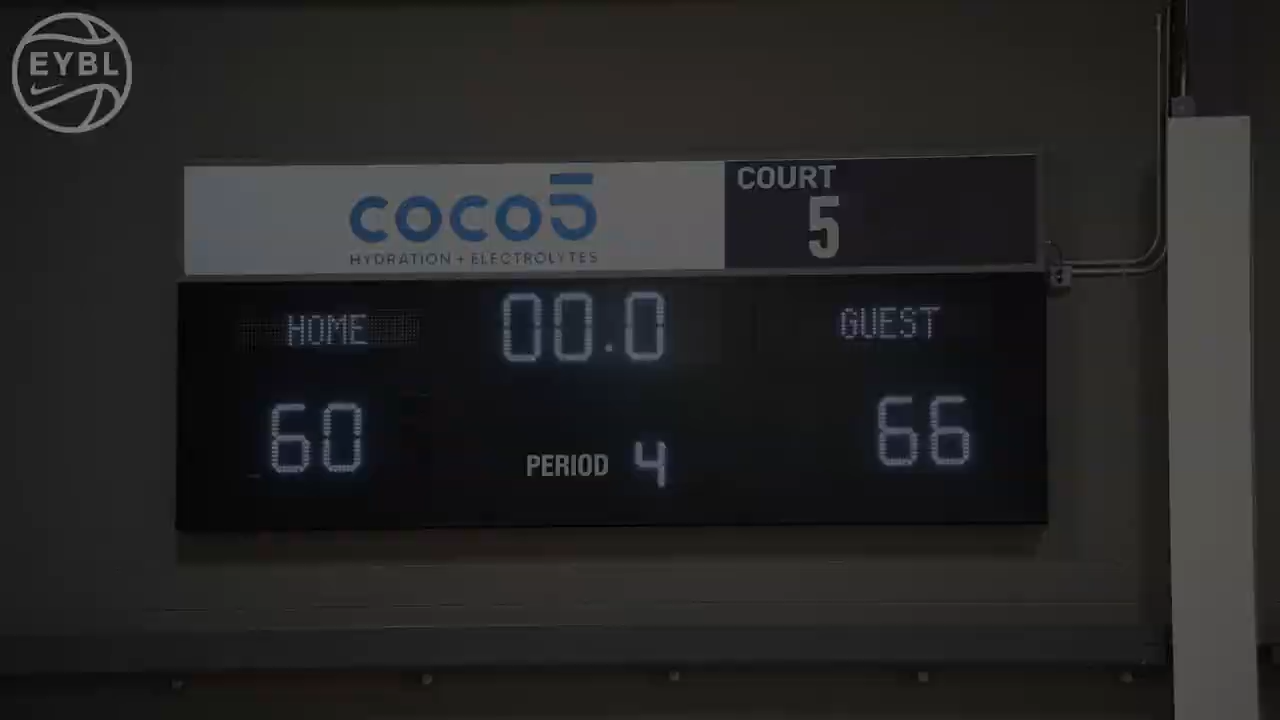 EYBL
COCO5
HYDRATION + ELECTROLYTES
COURT
5
HOME
00.0
GUEST
60
PERIOD 4
66